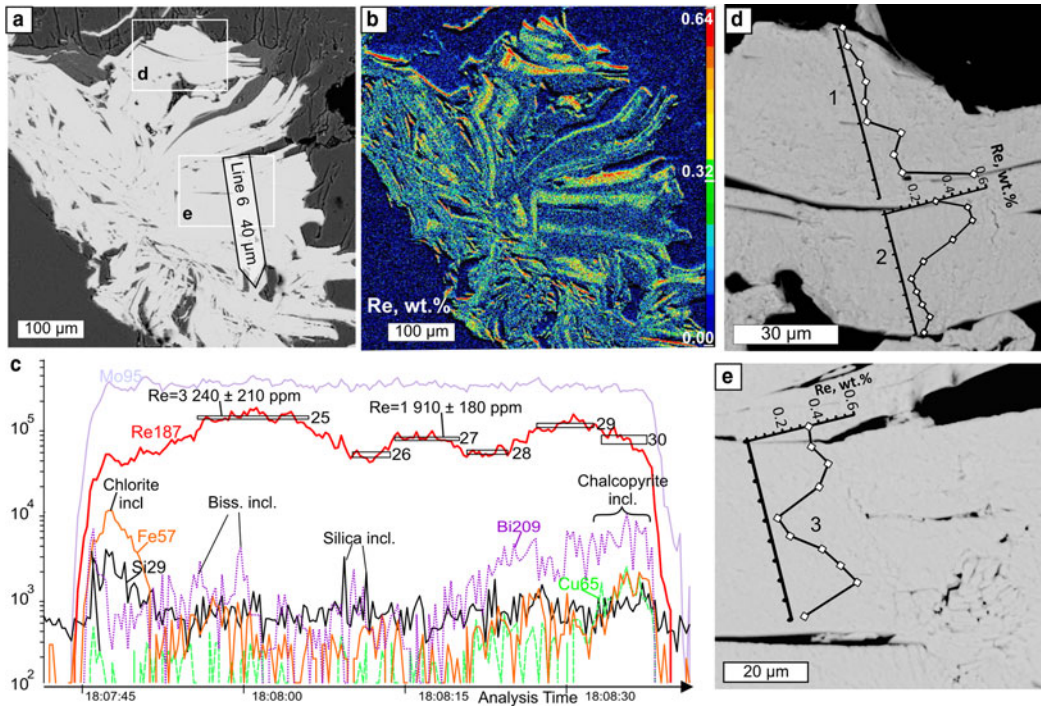 a
d
e
Line 6 40 µm
100 µm
b
0.64
0.32
0.00
Re, wt.%
100 µm
d
1
Re, wt.%
0.2 0.4 0.6
2
30 µm
c
Mo95
10⁵
10⁴
10³
10²
Re=3 240 ± 210 ppm
25
Re187
26
Re=1 910 ± 180 ppm
27
28
29
30
Chlorite
incl
Fe57
Si29
Biss. incl.
Silica incl.
Bi209
Chalcopyrite
incl.
Cu65
18:07:45
18:08:00
18:08:15
Analysis Time
18:08:30
e
Re, wt.%
0.2 0.4 0.6
3
20 µm